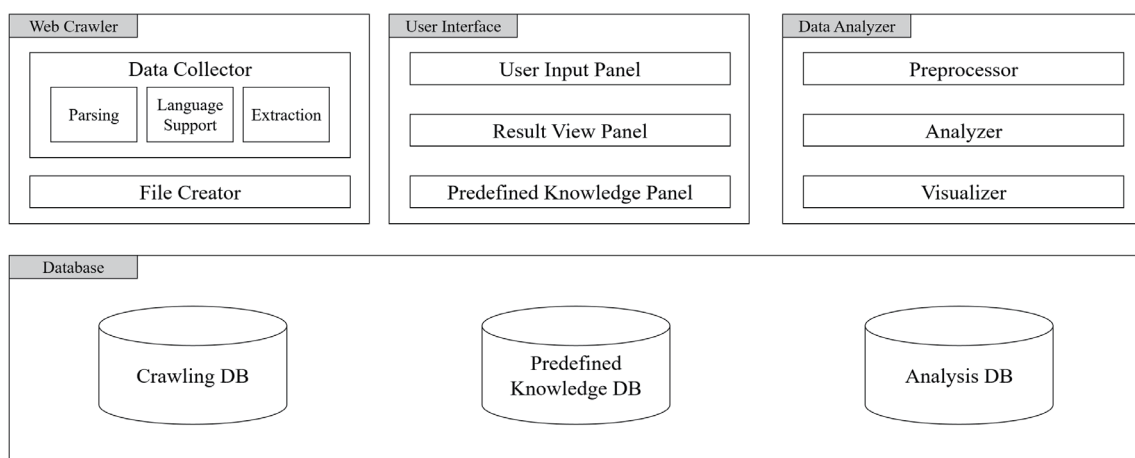 Web Crawler
Data Collector
Parsing
Language
Support
Extraction
File Creator
User Interface
User Input Panel
Result View Panel
Predefined Knowledge Panel
Data Analyzer
Preprocessor
Analyzer
Visualizer
Database
Crawling DB
Predefined
Knowledge DB
Analysis DB